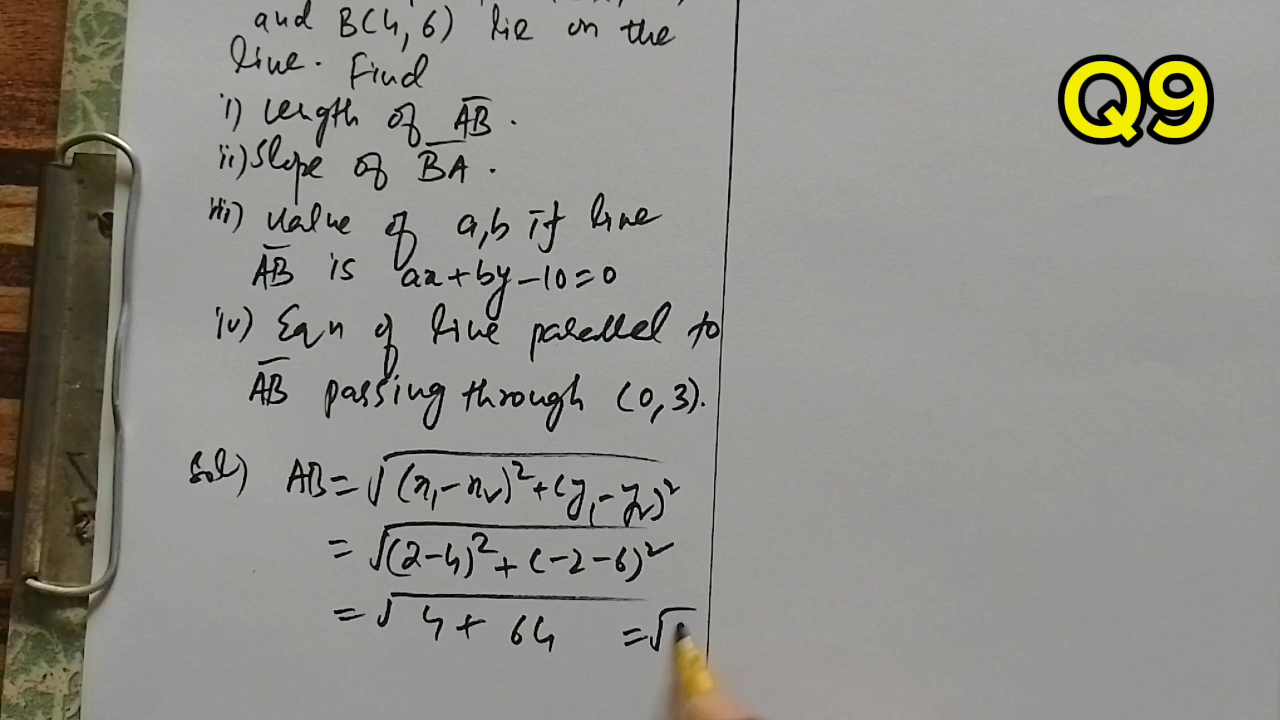 and B(4,6) lie on the
line. Find
i) length of AB.
ii) Slope of BA.
iii) value of a,b if line
AB is ax+by-10=0
iv) Eqn of line parallel to
AB passing through (0,3).
Sol) AB = √(x₁-x₂)²+(y₁-y₂)²
= √(2-4)²+(-2-6)²
= √4+64 = √
Q9